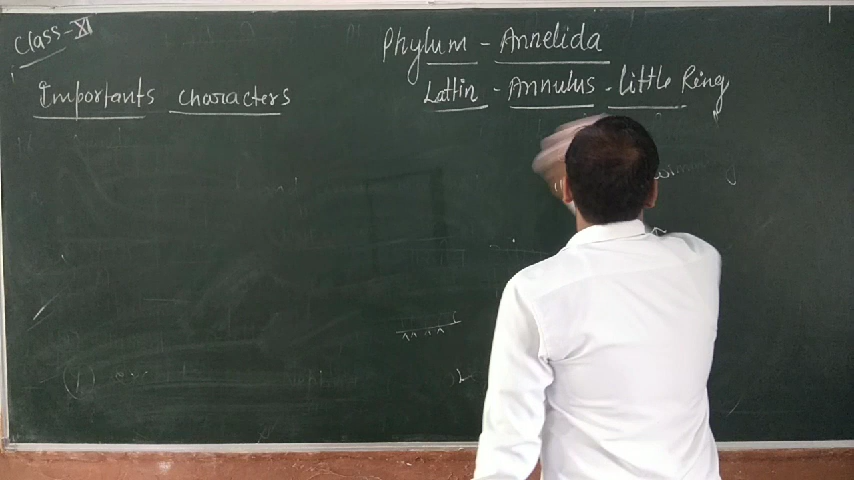 Class-XI
Phylum - Annelida
Importants characters
Lattin - Annulus - little Ring